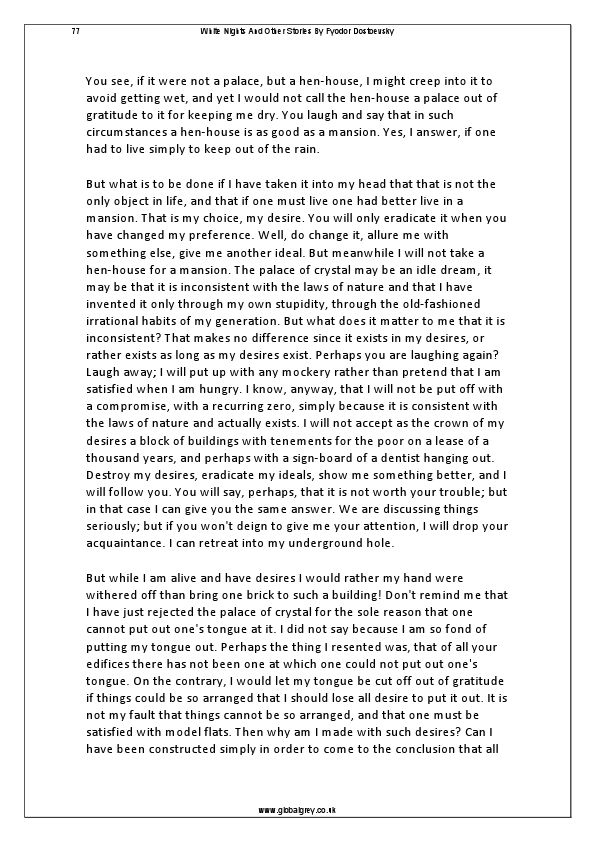 77
White Nights And Other Stories By Fyodor Dostoevsky
You see, if it were not a palace, but a hen-house, I might creep into it to
avoid getting wet, and yet I would not call the hen-house a palace out of
gratitude to it for keeping me dry. You laugh and say that in such
circumstances a hen-house is as good as a mansion. Yes, I answer, if one
had to live simply to keep out of the rain.
But what is to be done if I have taken it into my head that that is not the
only object in life, and that if one must live one had better live in a
mansion. That is my choice, my desire. You will only eradicate it when you
have changed my preference. Well, do change it, allure me with
something else, give me another ideal. But meanwhile I will not take a
hen-house for a mansion. The palace of crystal may be an idle dream, it
may be that it is inconsistent with the laws of nature and that I have
invented it only through my own stupidity, through the old-fashioned
irrational habits of my generation. But what does it matter to me that it is
inconsistent? That makes no difference since it exists in my desires, or
rather exists as long as my desires exist. Perhaps you are laughing again?
Laugh away; I will put up with any mockery rather than pretend that I am
satisfied when I am hungry. I know, anyway, that I will not be put off with
a compromise, with a recurring zero, simply because it is consistent with
the laws of nature and actually exists. I will not accept as the crown of my
desires a block of buildings with tenements for the poor on a lease of a
thousand years, and perhaps with a sign-board of a dentist hanging out.
Destroy my desires, eradicate my ideals, show me something better, and I
will follow you. You will say, perhaps, that it is not worth your trouble; but
in that case I can give you the same answer. We are discussing things
seriously; but if you won't deign to give me your attention, I will drop your
acquaintance. I can retreat into my underground hole.
But while I am alive and have desires I would rather my hand were
withered off than bring one brick to such a building! Don't remind me that
I have just rejected the palace of crystal for the sole reason that one
cannot put out one's tongue at it. I did not say because I am so fond of
putting my tongue out. Perhaps the thing I resented was, that of all your
edifices there has not been one at which one could not put out one's
tongue. On the contrary, I would let my tongue be cut off out of gratitude
if things could be so arranged that I should lose all desire to put it out. It is
not my fault that things cannot be so arranged, and that one must be
satisfied with model flats. Then why am I made with such desires? Can I
have been constructed simply in order to come to the conclusion that all
www.globalgrey.co.uk